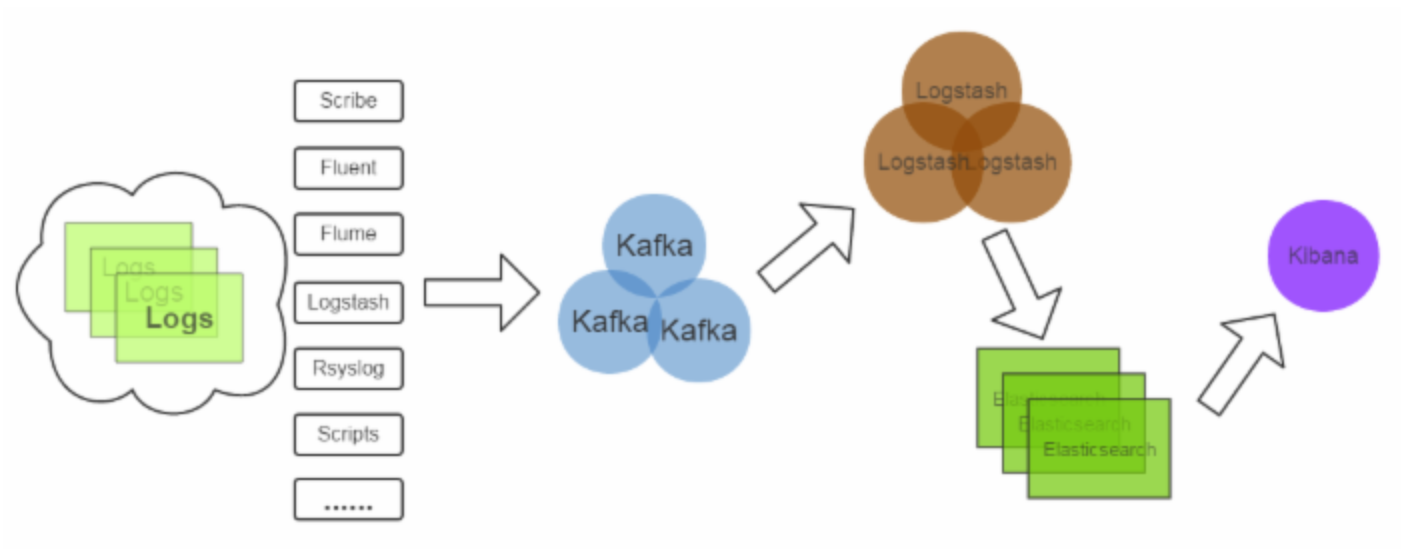 Logs
Logs
Logs
Scribe
Fluent
Flume
Logstash
Rsyslog
Scripts
......
Kafka
Kafka
Kafka
Logstash
Logstash
Logstash
Elasticsearch
Elasticsearch
Elasticsearch
Kibana